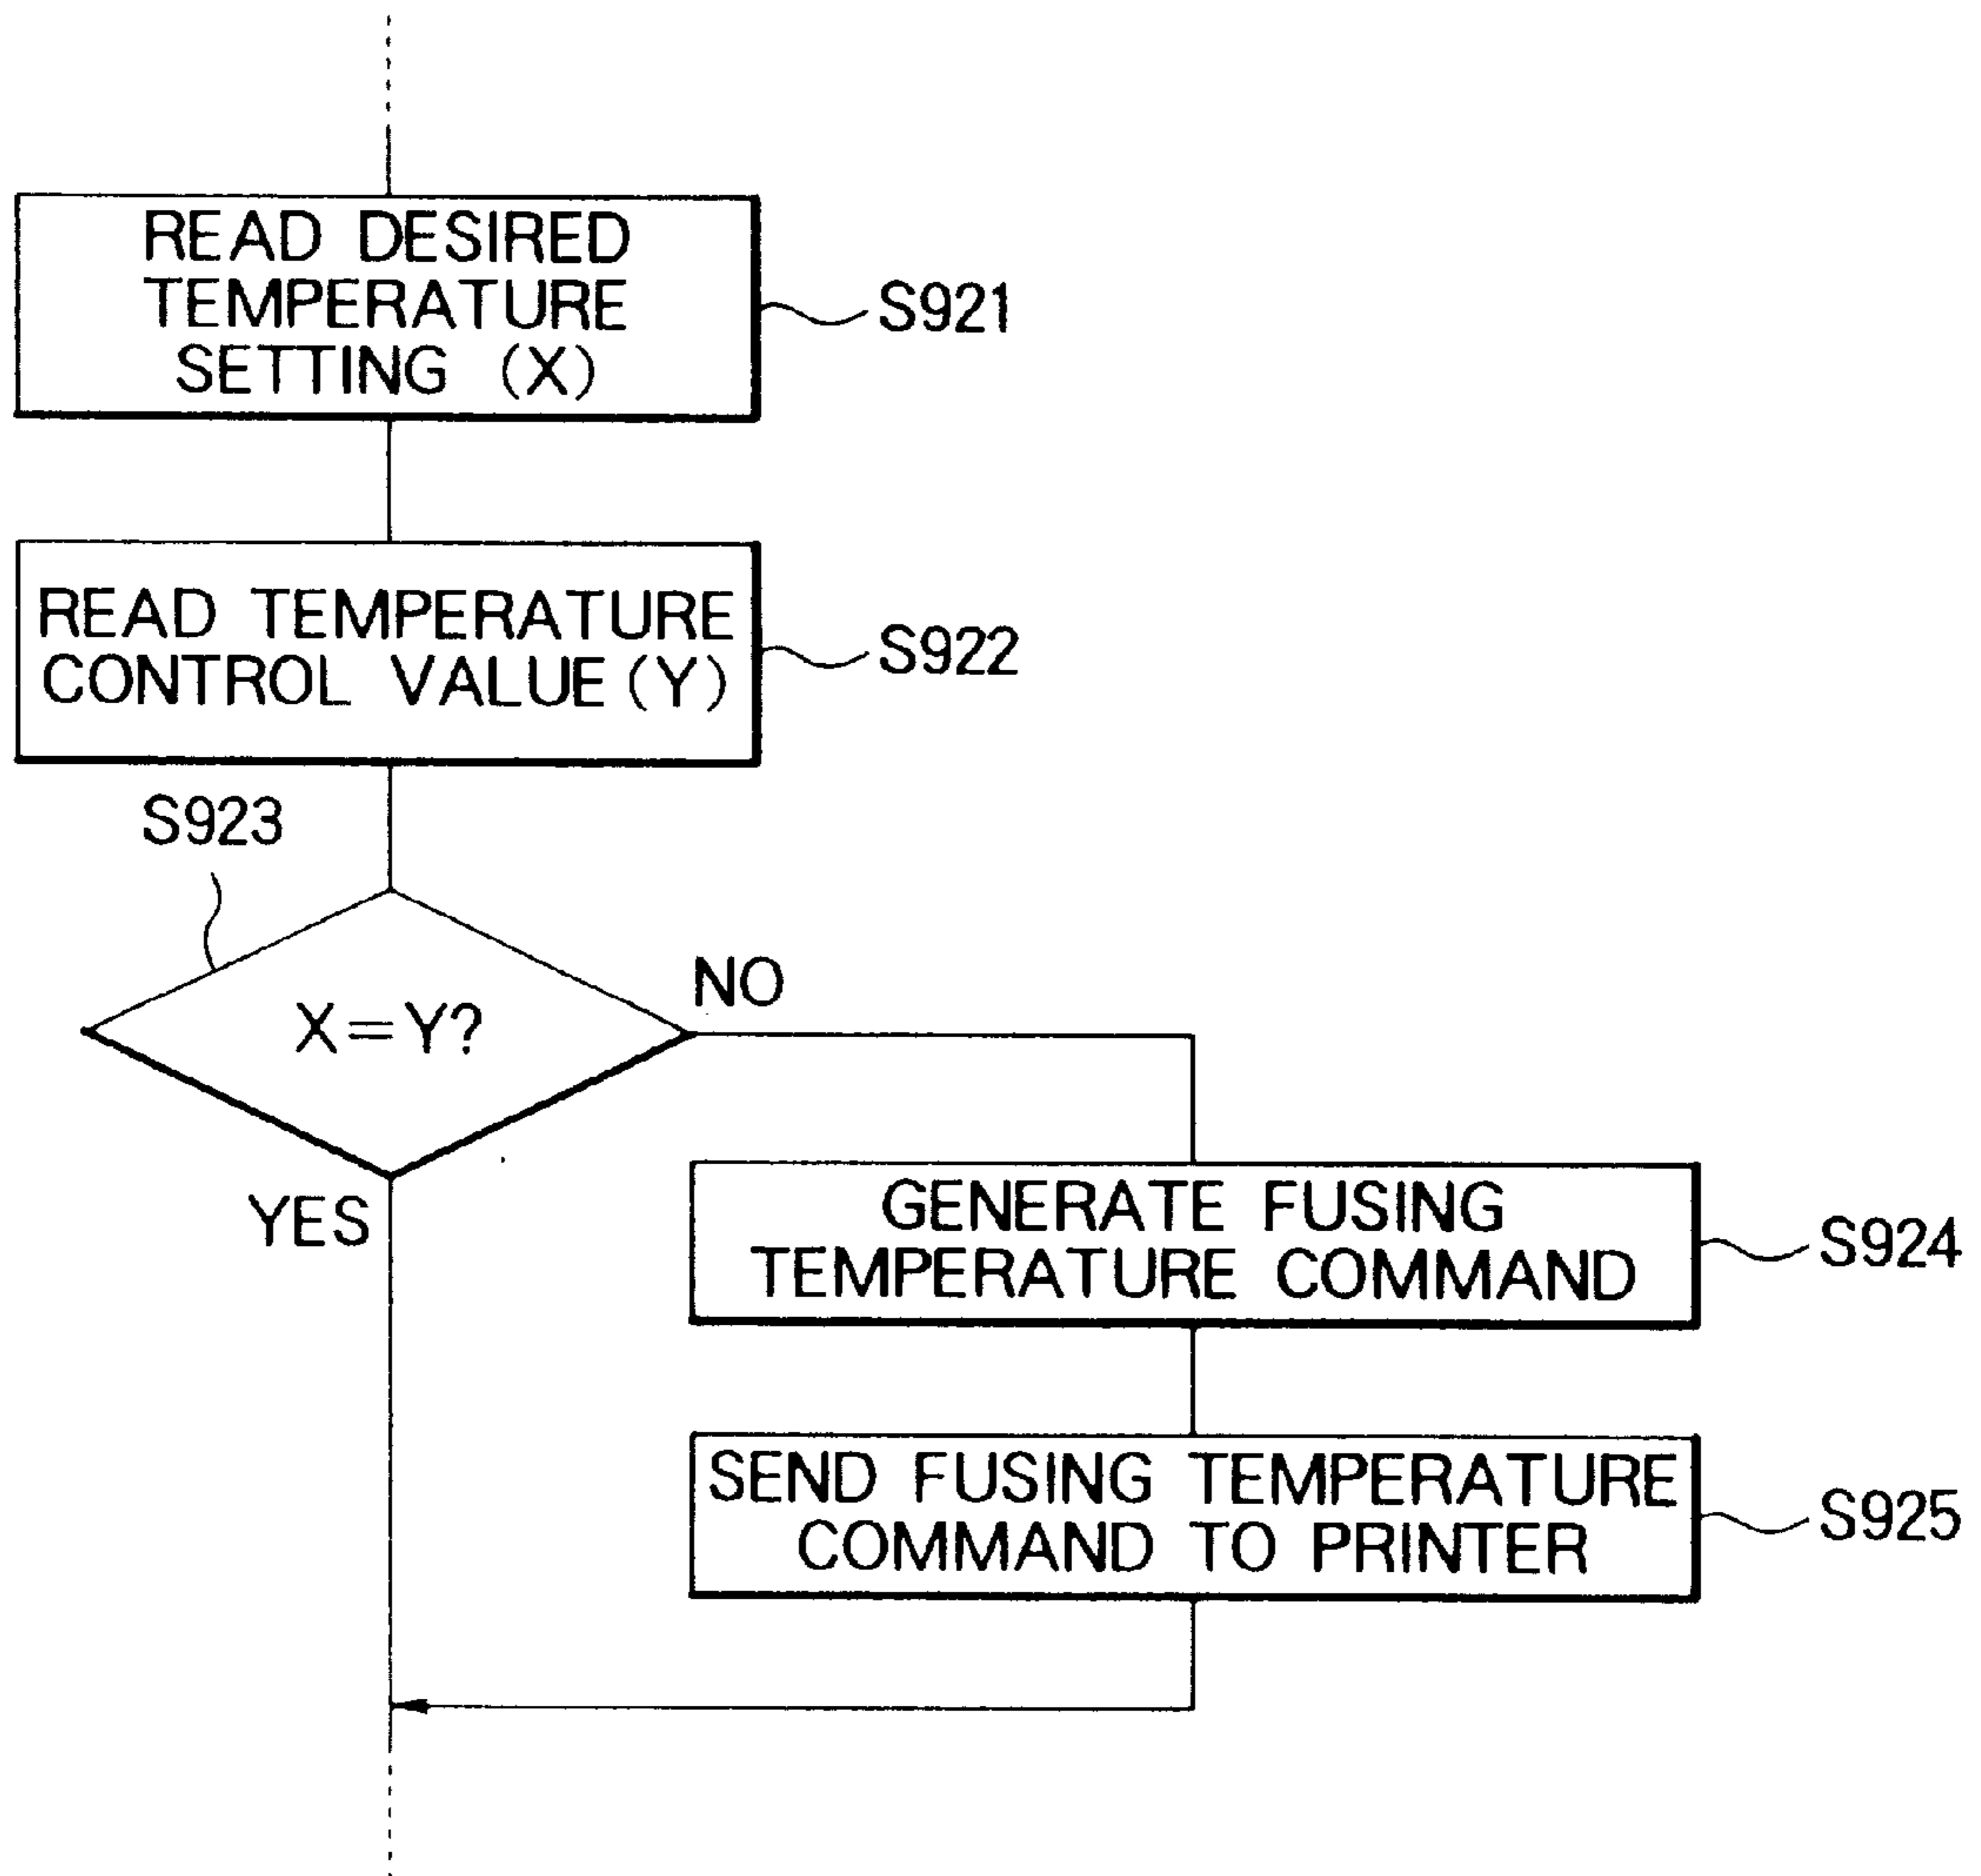 READ DESIRED
TEMPERATURE
SETTING (X)
S921
READ TEMPERATURE
CONTROL VALUE (Y)
S922
S923
X=Y?
NO
YES
GENERATE FUSING
TEMPERATURE COMMAND
S924
SEND FUSING TEMPERATURE
COMMAND TO PRINTER
S925